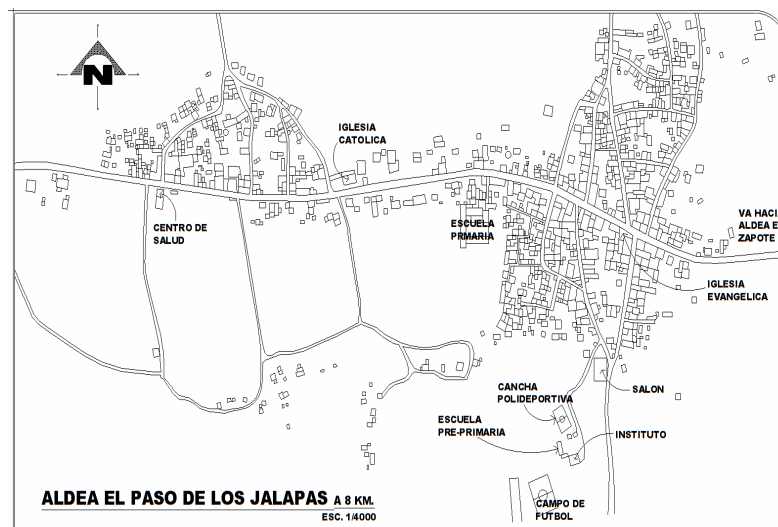 N
IGLESIA
CATOLICA
CENTRO DE
SALUD
ESCUELA
PRMARIA
VA HACI
ALDEA E
ZAPOTE
IGLESIA
EVANGELICA
SALON
CANCHA
POLIDEPORTIVA
ESCUELA
PRE-PRIMARIA
INSTITUTO
CAMPO DE
FUTBOL
ALDEA EL PASO DE LOS JALAPAS A 8 KM.
ESC. 1/4000